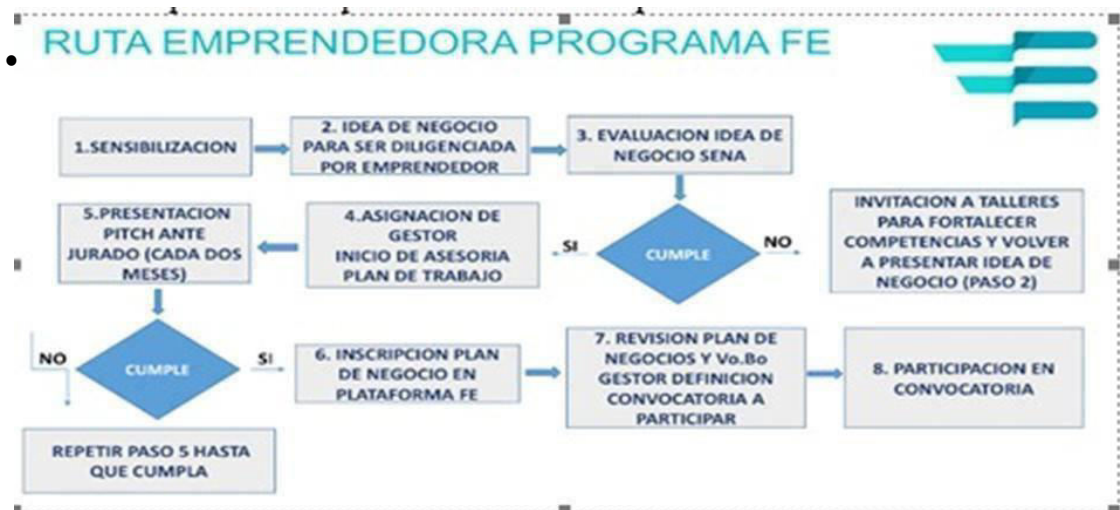 RUTA EMPRENDEDORA PROGRAMA FE
1.SENSIBILIZACION
2. IDEA DE NEGOCIO
PARA SER DILIGENCIADA
POR EMPRENDEDOR
3. EVALUACION IDEA DE
NEGOCIO SENA
CUMPLE
NO
INVITACION A TALLERES
PARA FORTALECER
COMPETENCIAS Y VOLVER
A PRESENTAR IDEA DE
NEGOCIO (PASO 2)
SI
4.ASIGNACION DE
GESTOR
INICIO DE ASESORIA
PLAN DE TRABAJO
5.PRESENTACION
PITCH ANTE
JURADO (CADA DOS
MESES)
CUMPLE
NO
REPETIR PASO 5 HASTA
QUE CUMPLA
SI
6. INSCRIPCION PLAN
DE NEGOCIO EN
PLATAFORMA FE
7. REVISION PLAN DE
NEGOCIOS Y Vo.Bo
GESTOR DEFINICION
CONVOCATORIA A
PARTICIPAR
8. PARTICIPACION EN
CONVOCATORIA